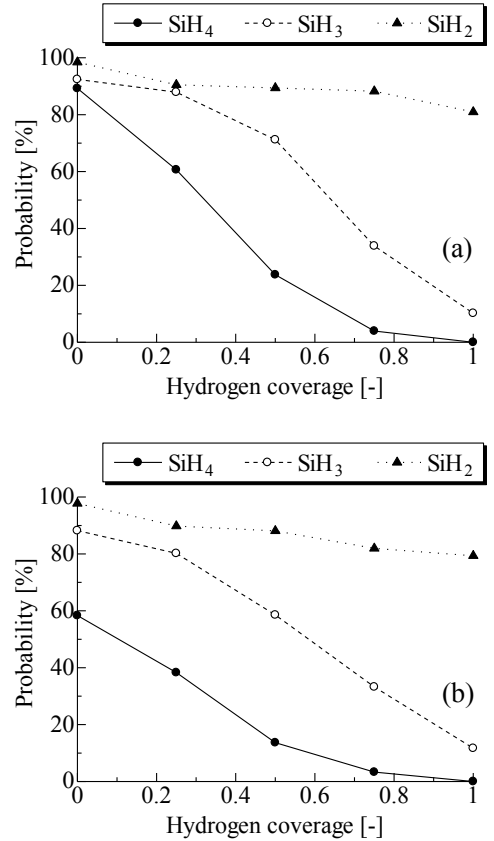 SiH4 SiH3 SiH2
100
80
60
40
20
0
Probability [%]
(a)
0 0.2 0.4 0.6 0.8 1
Hydrogen coverage [-]
SiH4 SiH3 SiH2
100
80
60
40
20
0
Probability [%]
(b)
0 0.2 0.4 0.6 0.8 1
Hydrogen coverage [-]